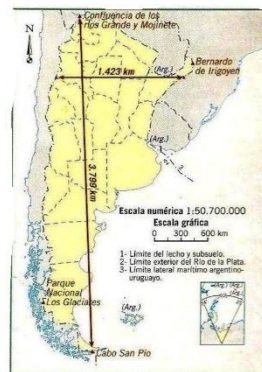 Confluencia de los
ríos Grande y Mojinete
N
(Arg.)
Bernardo
de Irigoyen
1.423 km
(Arg.)
3.799 km
Escala numérica 1:50.700.000
Escala gráfica
0 300 600 km
1- Límite del lecho y subsuelo.
2- Límite exterior del Río de la Plata.
3- Límite lateral marítimo argentino-
uruguayo.
Parque
Nacional
Los Glaciares
(Arg.)
(Arg.)
(Arg.)
Cabo San Pío